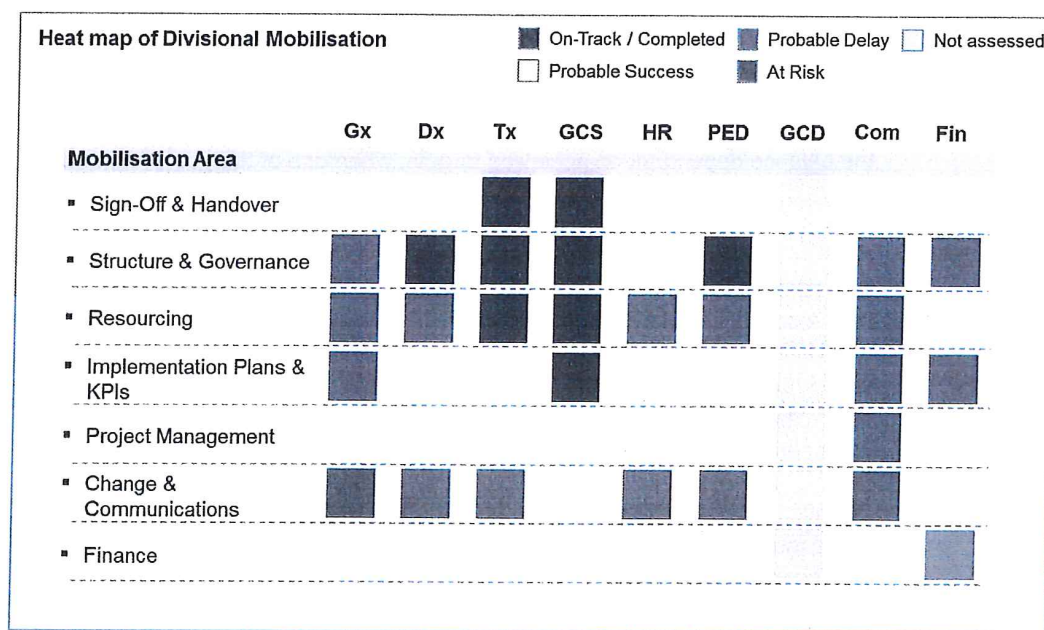 Heat map of Divisional Mobilisation
On-Track / Completed
Probable Delay
Not assessed
Probable Success
At Risk
Gx Dx Tx GCS HR PED GCD Com Fin
Mobilisation Area
▪ Sign-Off & Handover
▪ Structure & Governance
▪ Resourcing
▪ Implementation Plans &
KPIs
▪ Project Management
▪ Change &
Communications
▪ Finance